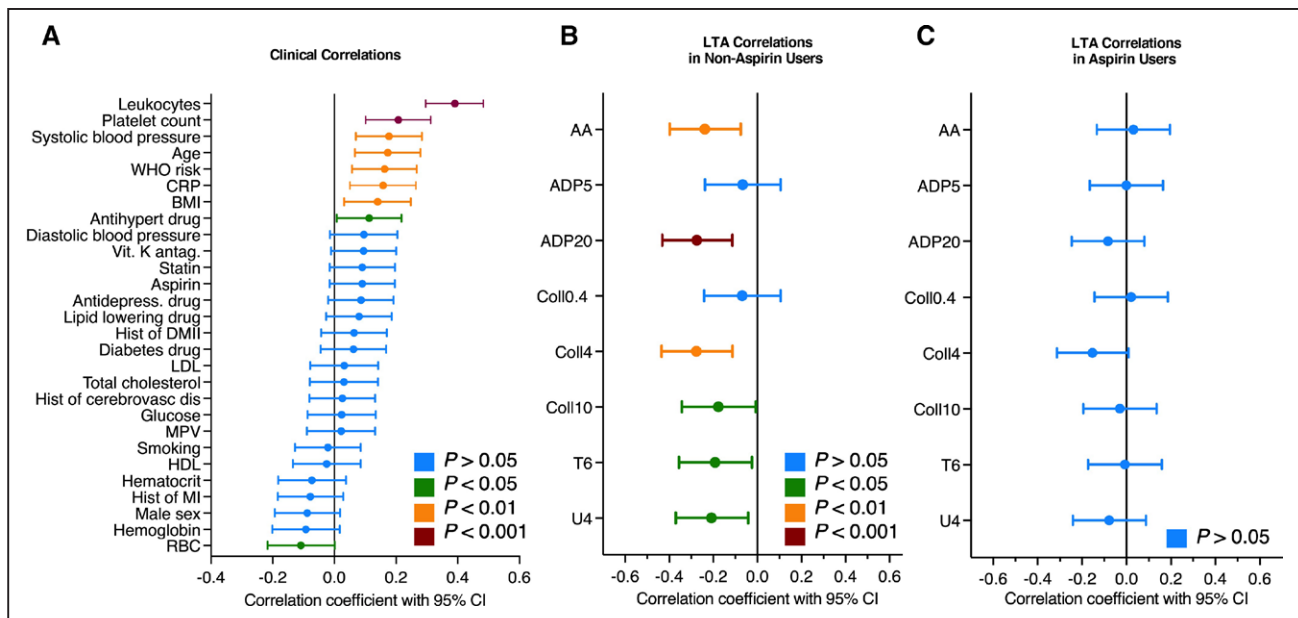 A
Clinical Correlations
Leukocytes
Platelet count
Systolic blood pressure
Age
WHO risk
CRP
BMI
Antihypert drug
Diastolic blood pressure
Vit. K antag.
Statin
Aspirin
Antidepress. drug
Lipid lowering drug
Hist of DMII
Diabetes drug
LDL
Total cholesterol
Hist of cerebrovasc dis
Glucose
MPV
Smoking
HDL
Hematocrit
Hist of MI
Male sex
Hemoglobin
RBC
P > 0.05
P < 0.05
P < 0.01
P < 0.001
-0.4 -0.2 0.0 0.2 0.4 0.6
Correlation coefficient with 95% CI
B
LTA Correlations
in Non-Aspirin Users
AA
ADP5
ADP20
Coll0.4
Coll4
Coll10
T6
U4
P > 0.05
P < 0.05
P < 0.01
P < 0.001
-0.6 -0.4 -0.2 0.0 0.2 0.4 0.6
Correlation coefficient with 95% CI
C
LTA Correlations
in Aspirin Users
AA
ADP5
ADP20
Coll0.4
Coll4
Coll10
T6
U4
P > 0.05
-0.6 -0.4 -0.2 0.0 0.2 0.4 0.6
Correlation coefficient with 95% CI